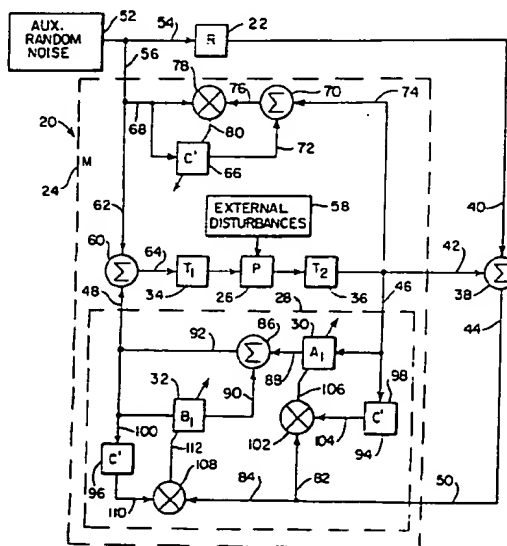 AUX.
RANDOM
NOISE
52
54
R
22
56
78
76
Σ
70
74
20
24
M
68
80
C'
66
72
62
EXTERNAL
DISTURBANCES
58
40
60
Σ
64
T1
34
P
26
T2
36
42
Σ
38
48
28
46
44
86
30
92
Σ
88
A1
32
90
106
98
B1
100
102
104
C'
94
C'
96
112
108
110
84
82
50